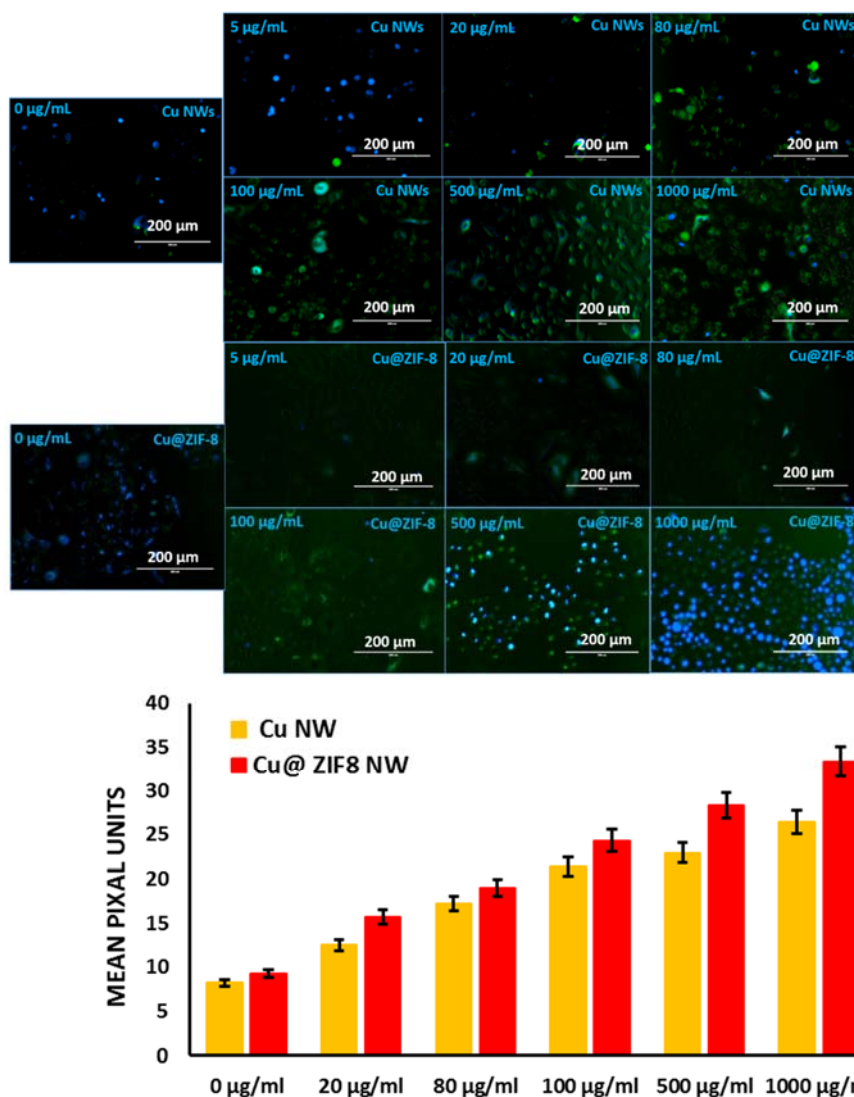 5 µg/mL Cu NWs
20 µg/mL Cu NWs
80 µg/mL Cu NWs
200 µm
200 µm
200 µm
0 µg/mL Cu NWs
200 µm
100 µg/mL Cu NWs
500 µg/mL Cu NWs
1000 µg/mL Cu NWs
200 µm
200 µm
200 µm
5 µg/mL Cu@ZIF-8
20 µg/mL Cu@ZIF-8
80 µg/mL Cu@ZIF-8
200 µm
200 µm
200 µm
0 µg/mL Cu@ZIF-8
200 µm
100 µg/mL Cu@ZIF-8
500 µg/mL Cu@ZIF-8
1000 µg/mL Cu@ZIF-8
200 µm
200 µm
200 µm
MEAN PIXAL UNITS
40
35
30
25
20
15
10
5
0
Cu NW
Cu@ ZIF8 NW
0 µg/ml 20 µg/ml 80 µg/ml 100 µg/ml 500 µg/ml 1000 µg/m